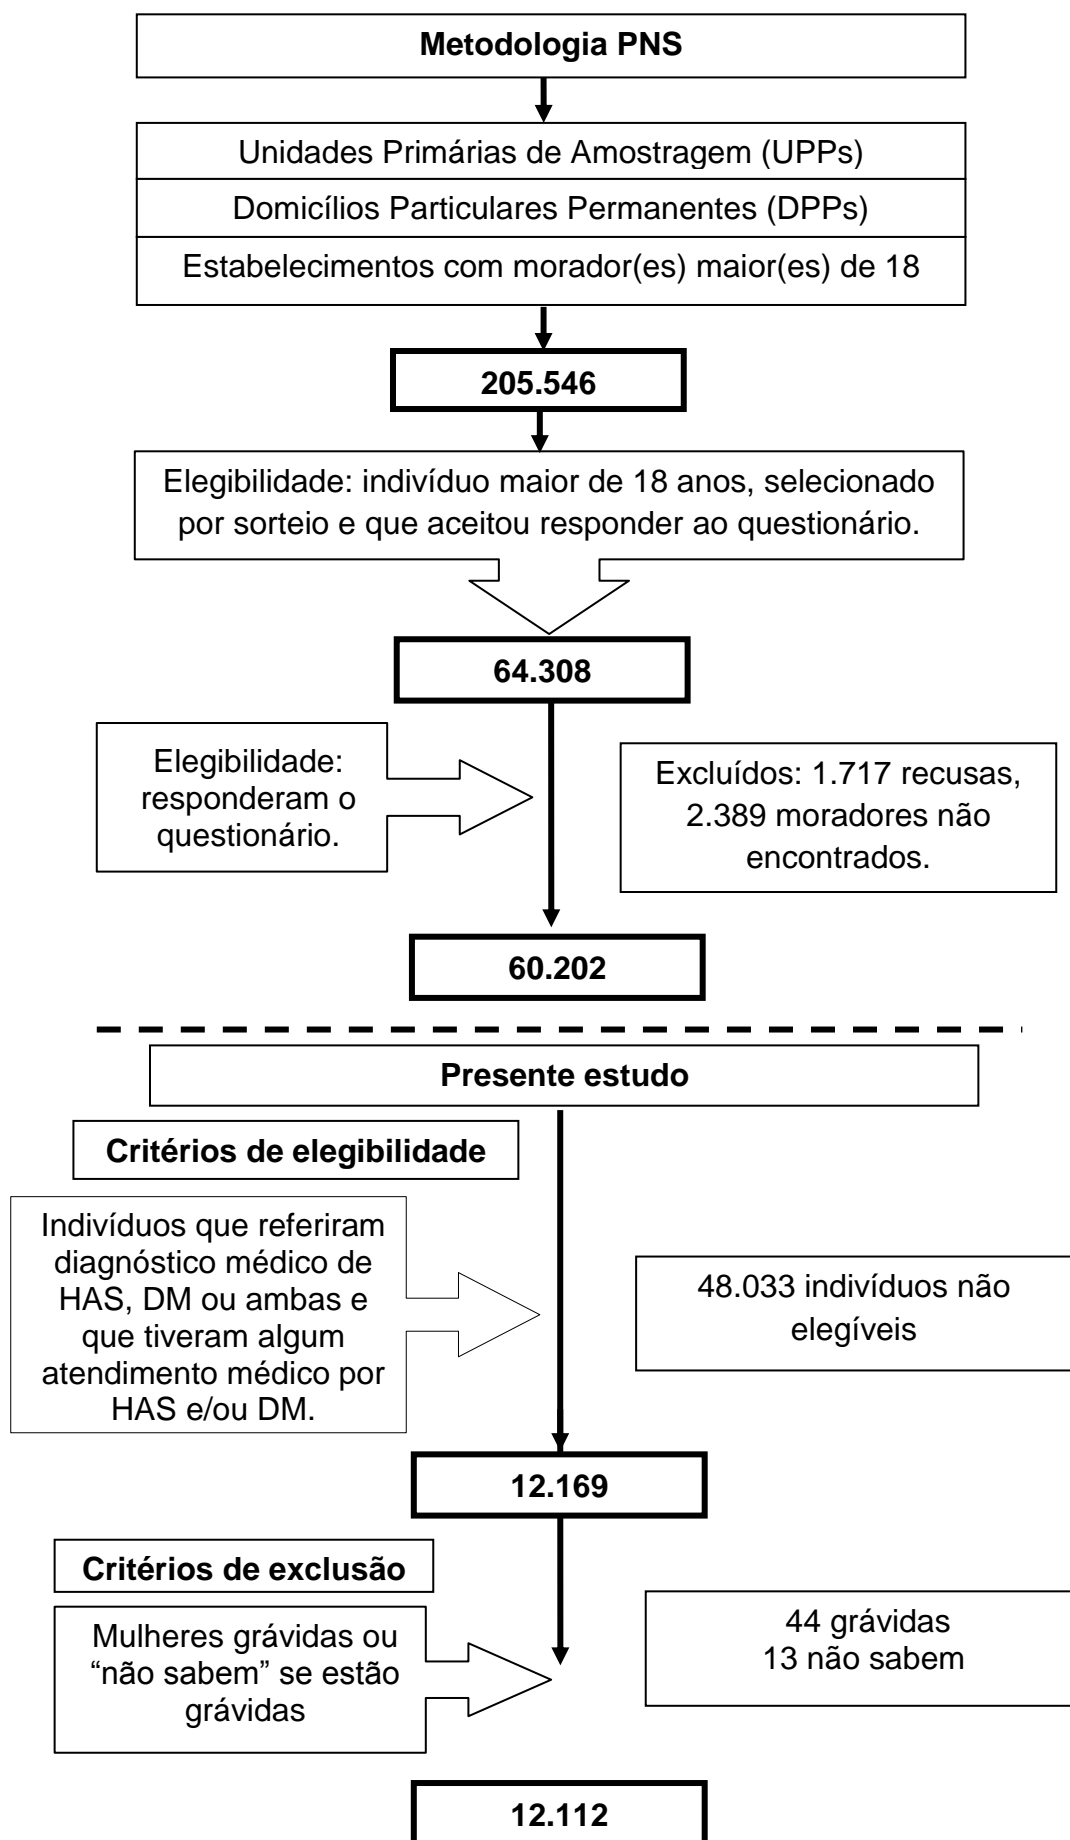 Metodologia PNS
Unidades Primárias de Amostragem (UPPs)
Domicílios Particulares Permanentes (DPPs)
Estabelecimentos com morador(es) maior(es) de 18
205.546
Elegibilidade: indivíduo maior de 18 anos, selecionado
por sorteio e que aceitou responder ao questionário.
64.308
Elegibilidade:
responderam o
questionário.
Excluídos: 1.717 recusas,
2.389 moradores não
encontrados.
60.202
Presente estudo
Critérios de elegibilidade
Indivíduos que referiram
diagnóstico médico de
HAS, DM ou ambas e
que tiveram algum
atendimento médico por
HAS e/ou DM.
48.033 indivíduos não
elegíveis
12.169
Critérios de exclusão
Mulheres grávidas ou
“não sabem” se estão
grávidas
44 grávidas
13 não sabem
12.112